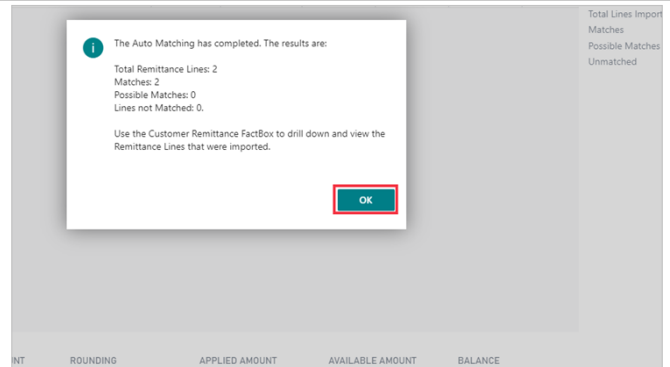 Total Lines Import
Matches
Possible Matches
Unmatched
The Auto Matching has completed. The results are:
Total Remittance Lines: 2
Matches: 2
Possible Matches: 0
Lines not Matched: 0.
Use the Customer Remittance FactBox to drill down and view the
Remittance Lines that were imported.
OK
INT ROUNDING APPLIED AMOUNT AVAILABLE AMOUNT BALANCE